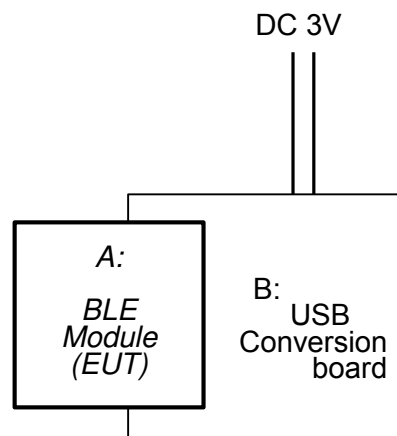 DC 3V
A:
BLE
Module
(EUT)
B:
USB
Conversion
board